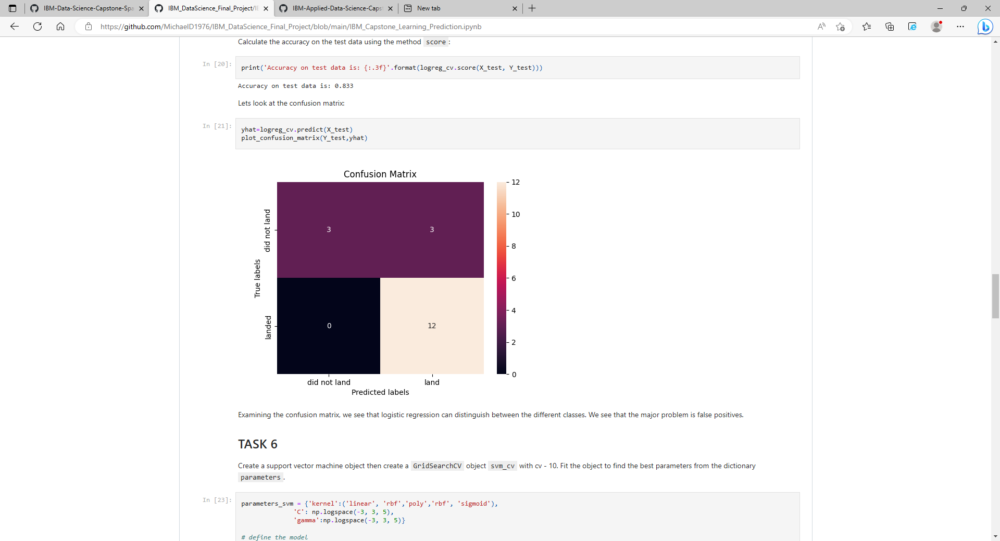 IBM-Data-Science-Capstone-Spa
IBM_DataScience_Final_Project/IE
IBM-Applied-Data-Science-Caps
New tab
https://github.com/MichaelD1976/IBM_DataScience_Final_Project/blob/main/IBM_Capstone_Learning_Prediction.ipynb
Calculate the accuracy on the test data using the method score :
In [20]:
print('Accuracy on test data is: {:.3f}'.format(logreg_cv.score(X_test, Y_test)))
Accuracy on test data is: 0.833
Lets look at the confusion matrix:
In [21]:
yhat=logreg_cv.predict(X_test)
plot_confusion_matrix(Y_test,yhat)
Confusion Matrix
True labels
did not land
landed
3
3
0
12
12
10
8
6
4
2
0
did not land
land
Predicted labels
Examining the confusion matrix, we see that logistic regression can distinguish between the different classes. We see that the major problem is false positives.
TASK 6
Create a support vector machine object then create a GridSearchCV object svm_cv with cv - 10. Fit the object to find the best parameters from the dictionary
parameters .
In [23]:
parameters_svm = {'kernel':('linear', 'rbf','poly','rbf', 'sigmoid'),
'C': np.logspace(-3, 3, 5),
'gamma':np.logspace(-3, 3, 5)}
# define the model